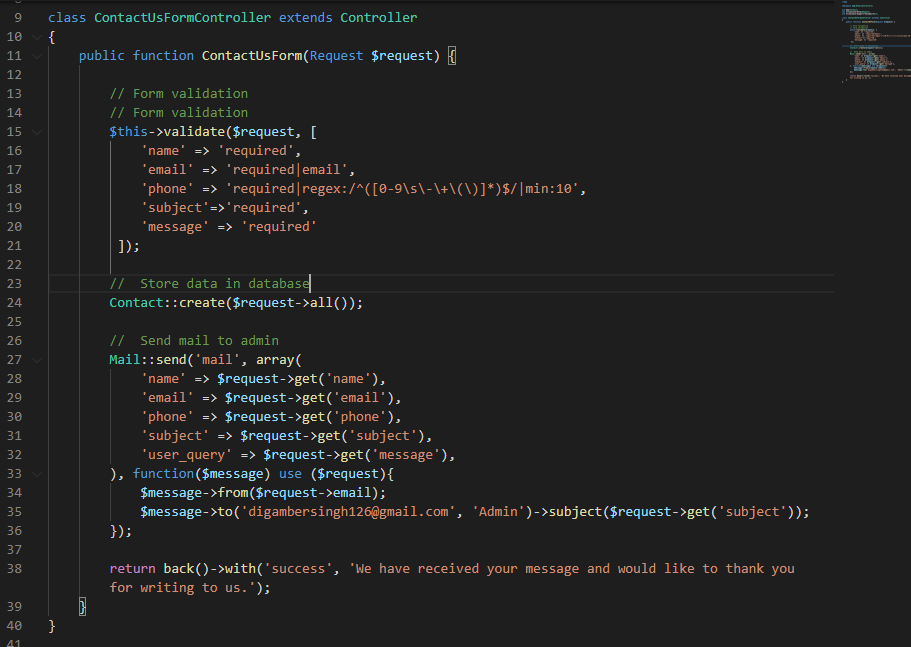 9 class ContactUsFormController extends Controller
10 {
11 public function ContactUsForm(Request $request) {
12
13 // Form validation
14 // Form validation
15 $this->validate($request, [
16 'name' => 'required',
17 'email' => 'required|email',
18 'phone' => 'required|regex:/^([0-9\s\-\+\(\)]*)$/|min:10',
19 'subject'=>'required',
20 'message' => 'required'
21 ]);
22
23 //  Store data in database
24 Contact::create($request->all());
25
26 //  Send mail to admin
27 Mail::send('mail', array(
28 'name' => $request->get('name'),
29 'email' => $request->get('email'),
30 'phone' => $request->get('phone'),
31 'subject' => $request->get('subject'),
32 'user_query' => $request->get('message'),
33 ), function($message) use ($request){
34 $message->from($request->email);
35 $message->to('digambersingh126@gmail.com', 'Admin')->subject($request->get('subject'));
36 });
37
38 return back()->with('success', 'We have received your message and would like to thank you
for writing to us.');
39 }
40 }
41